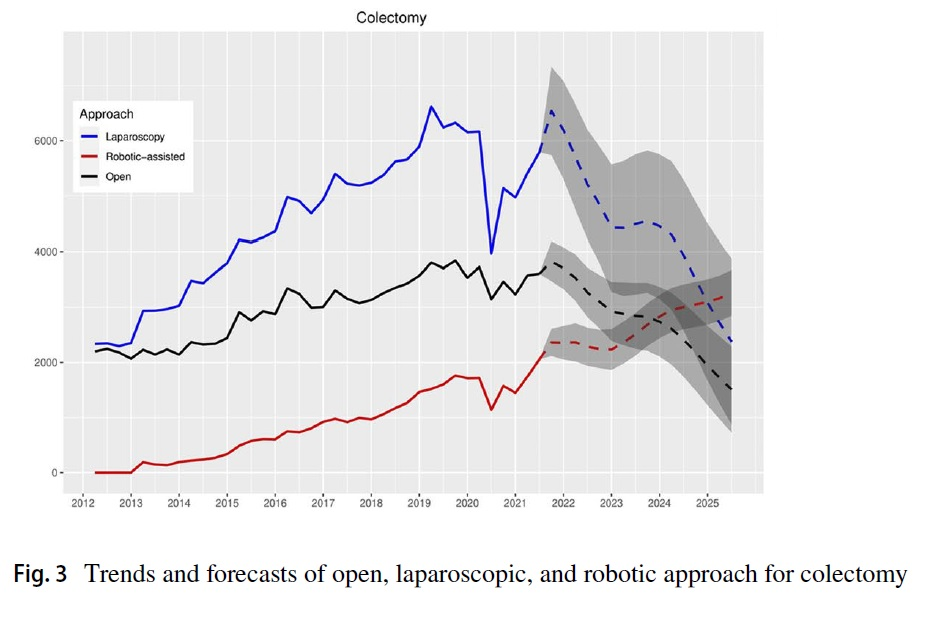 Colectomy
Approach
Laparoscopy
Robotic-assisted
Open
6000
4000
2000
0
2012 2013 2014 2015 2016 2017 2018 2019 2020 2021 2022 2023 2024 2025
Fig. 3 Trends and forecasts of open, laparoscopic, and robotic approach for colectomy